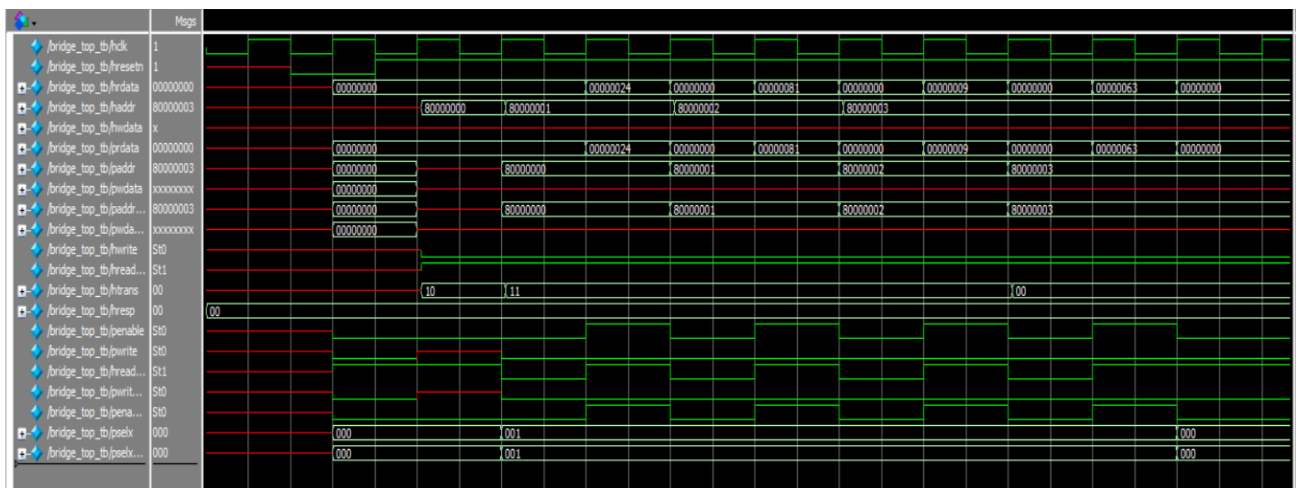 Msgs
/bridge_top_tb/hclk 1
/bridge_top_tb/hresetn 1
/bridge_top_tb/hrdata 00000000 00000000 00000024 00000000 00000081 00000000 00000009 00000000 00000063 00000000
/bridge_top_tb/haddr 80000003 80000000 80000001 80000002 80000003
/bridge_top_tb/hwdata x
/bridge_top_tb/prdata 00000000 00000000 00000024 00000000 00000081 00000000 00000009 00000000 00000063 00000000
/bridge_top_tb/paddr 80000003 00000000 80000000 80000001 80000002 80000003
/bridge_top_tb/pwdata xxxxxxxx 00000000
/bridge_top_tb/paddr... 80000003 00000000 80000000 80000001 80000002 80000003
/bridge_top_tb/pwda... xxxxxxxx 00000000
/bridge_top_tb/hwrite St0
/bridge_top_tb/hread... St1
/bridge_top_tb/htrans 00 10 11 00
/bridge_top_tb/hresp 00 00
/bridge_top_tb/penable St0
/bridge_top_tb/pwrite St0
/bridge_top_tb/hread... St1
/bridge_top_tb/pwrit... St0
/bridge_top_tb/pena... St0
/bridge_top_tb/pselx 000 000 001 000
/bridge_top_tb/pselx... 000 000 001 000